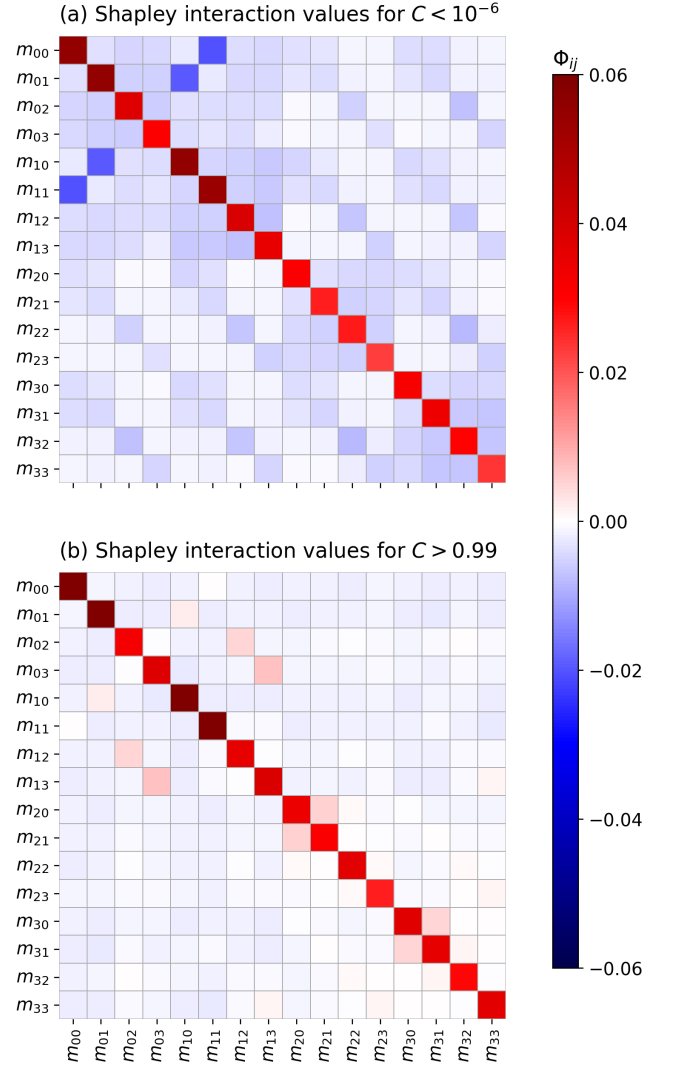 (a) Shapley interaction values for C < 10⁻⁶
m₀₀
m₀₁
m₀₂
m₀₃
m₁₀
m₁₁
m₁₂
m₁₃
m₂₀
m₂₁
m₂₂
m₂₃
m₃₀
m₃₁
m₃₂
m₃₃
(b) Shapley interaction values for C > 0.99
m₀₀
m₀₁
m₀₂
m₀₃
m₁₀
m₁₁
m₁₂
m₁₃
m₂₀
m₂₁
m₂₂
m₂₃
m₃₀
m₃₁
m₃₂
m₃₃
m₀₀ m₀₁ m₀₂ m₀₃ m₁₀ m₁₁ m₁₂ m₁₃ m₂₀ m₂₁ m₂₂ m₂₃ m₃₀ m₃₁ m₃₂ m₃₃
Φᵢⱼ
0.06
0.04
0.02
0.00
−0.02
−0.04
−0.06